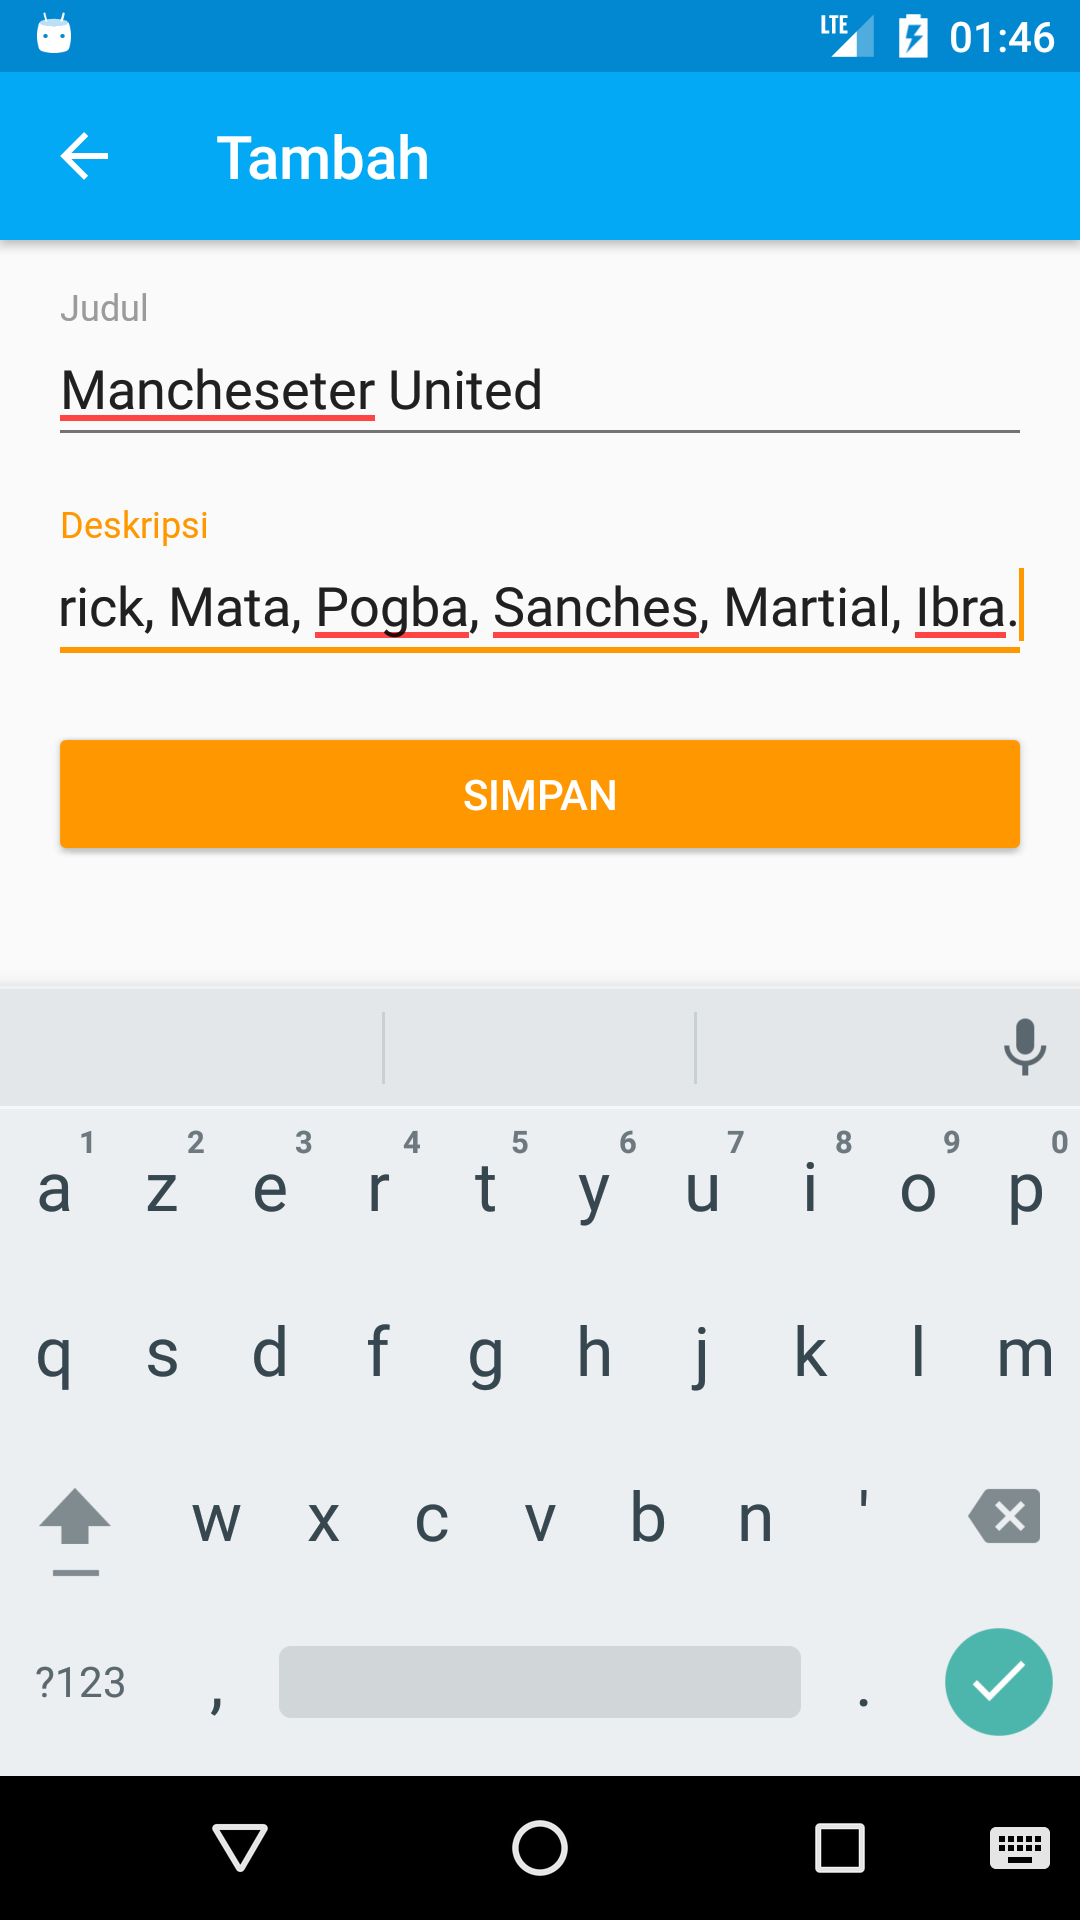 LTE 01:46
Tambah
Judul
Mancheseter United
Deskripsi
rick, Mata, Pogba, Sanches, Martial, Ibra.
SIMPAN
1 2 3 4 5 6 7 8 9 0
a z e r t y u i o p
q s d f g h j k l m
w x c v b n '
?123 , .